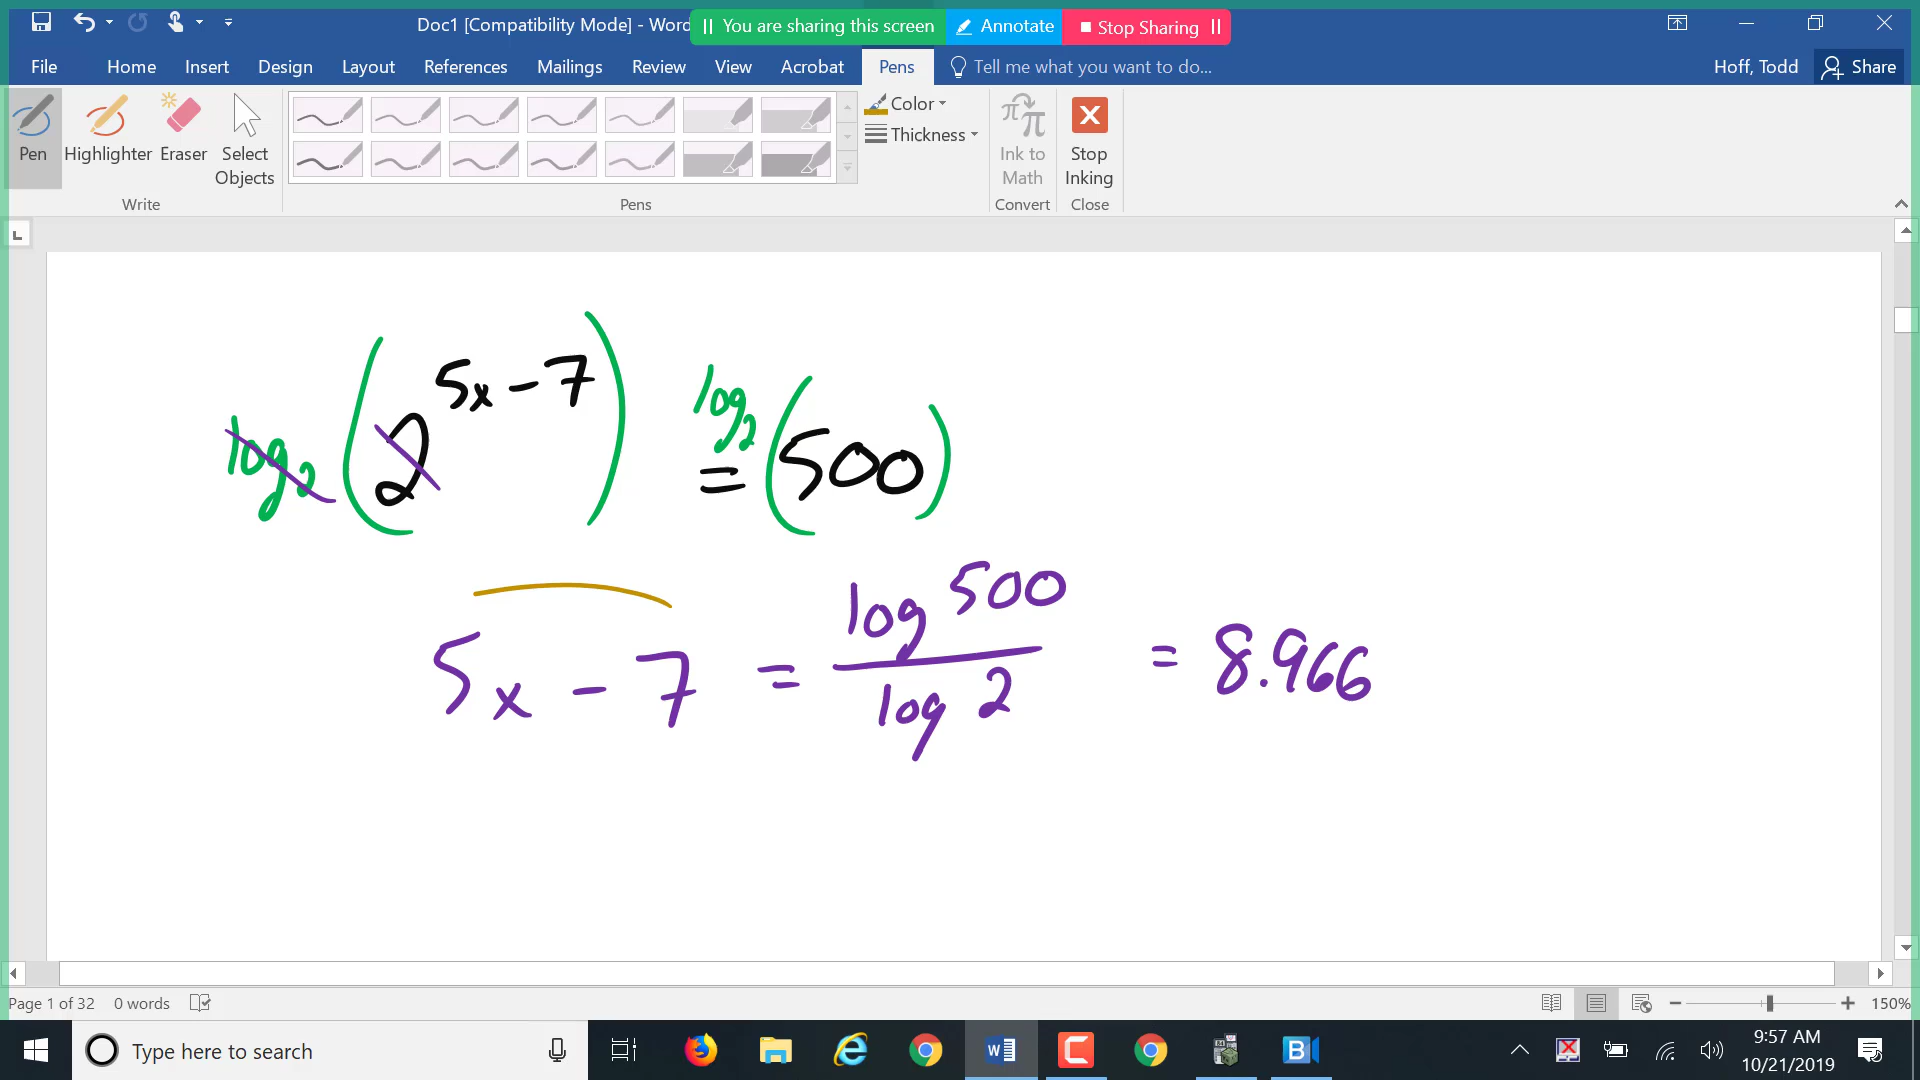 Doc1 [Compatibility Mode] - Word
You are sharing this screen
Annotate
Stop Sharing
File Home Insert Design Layout References Mailings Review View Acrobat Pens Tell me what you want to do... Hoff, Todd Share
Pen Highlighter Eraser Select Objects
Color
Thickness
Ink to Math
Stop Inking
Write Pens Convert Close
log₂(2^(5x - 7)) = log₂(500)
5x - 7 = log 500 / log 2 = 8.966
Page 1 of 32 0 words 150%
Type here to search
9:57 AM
10/21/2019